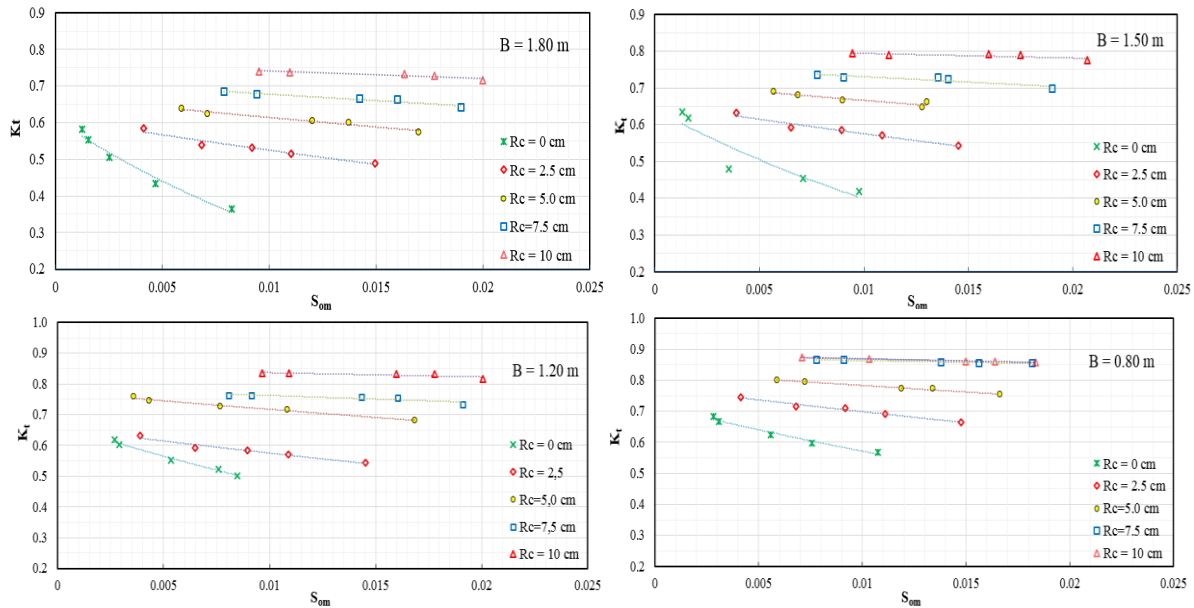 B = 1.80 m
Kt
0.9
0.8
0.7
0.6
0.5
0.4
0.3
0.2
0 0.005 0.01 0.015 0.02 0.025
Som
Rc = 0 cm
Rc = 2.5 cm
Rc = 5.0 cm
Rc=7.5 cm
Rc = 10 cm
B = 1.50 m
Kt
0.9
0.8
0.7
0.6
0.5
0.4
0.3
0.2
0 0.005 0.01 0.015 0.02 0.025
Som
Rc = 0 cm
Rc = 2.5 cm
Rc = 5.0 cm
Rc = 7.5 cm
Rc = 10 cm
B = 1.20 m
Kt
1.0
0.9
0.8
0.7
0.6
0.5
0.4
0.3
0.2
0 0.005 0.01 0.015 0.02 0.025
Som
Rc = 0 cm
Rc = 2,5
Rc=5,0 cm
Rc=7,5 cm
Rc = 10 cm
B = 0.80 m
Kt
1.0
0.9
0.8
0.7
0.6
0.5
0.4
0.3
0.2
0 0.005 0.01 0.015 0.02 0.025
Som
Rc = 0 cm
Rc = 2.5 cm
Rc=5.0 cm
Rc=7.5 cm
Rc = 10 cm